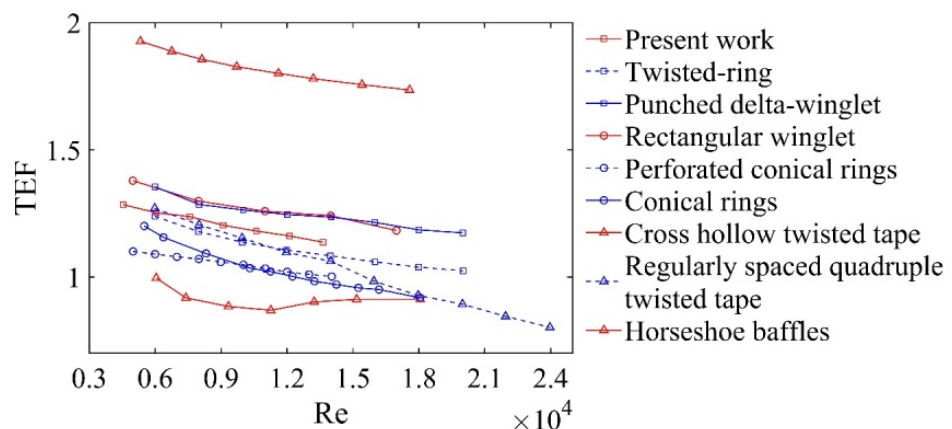 2
1.5
1
TEF
0.3
0.6
0.9
1.2
1.5
1.8
2.1
2.4
Re
×10⁴
Present work
Twisted-ring
Punched delta-winglet
Rectangular winglet
Perforated conical rings
Conical rings
Cross hollow twisted tape
Regularly spaced quadruple
twisted tape
Horseshoe baffles